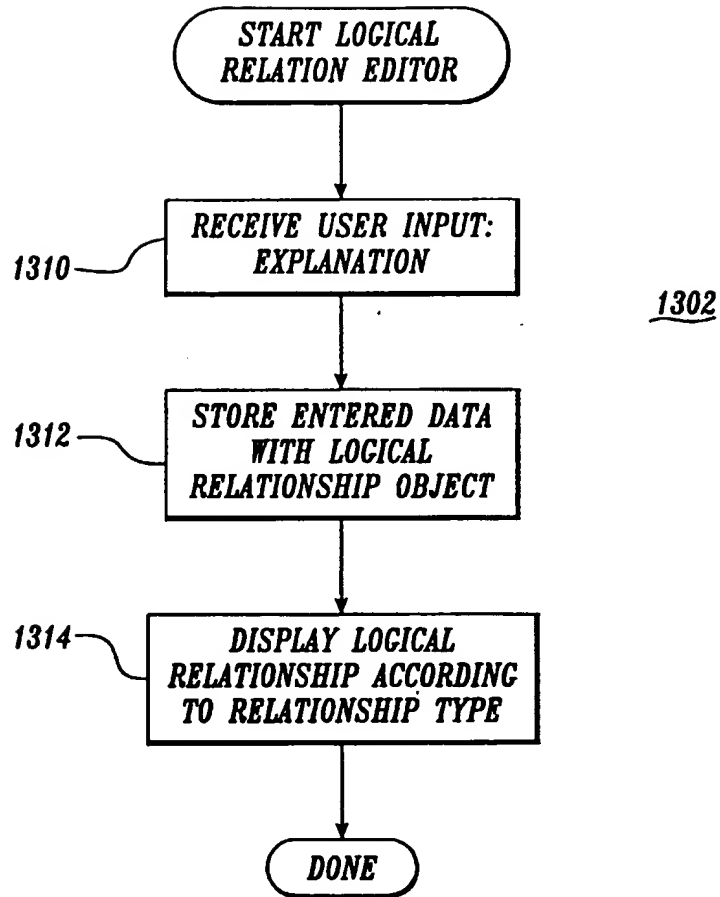 START LOGICAL
RELATION EDITOR
RECEIVE USER INPUT:
EXPLANATION
1310
1302
STORE ENTERED DATA
WITH LOGICAL
RELATIONSHIP OBJECT
1312
DISPLAY LOGICAL
RELATIONSHIP ACCORDING
TO RELATIONSHIP TYPE
1314
DONE